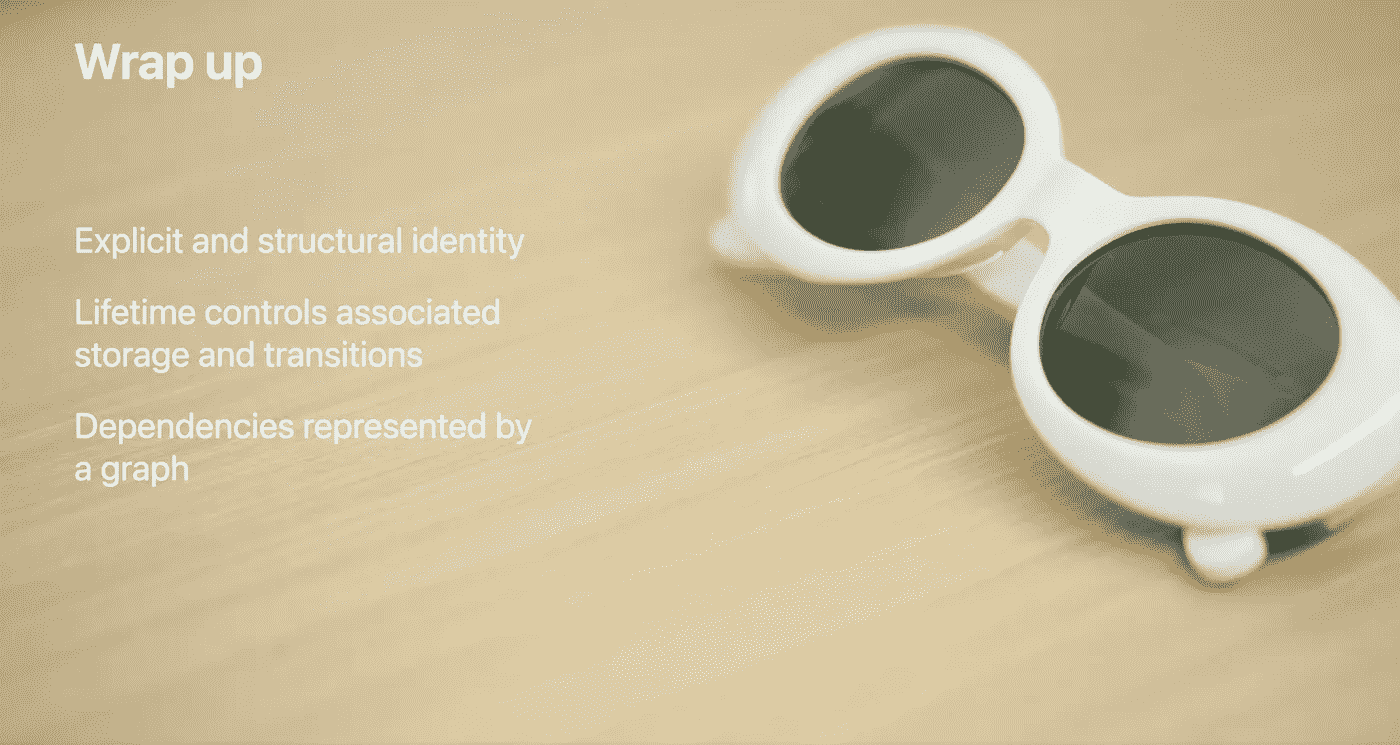 Wrap up
Explicit and structural identity
Lifetime controls associated
storage and transitions
Dependencies represented by
a graph